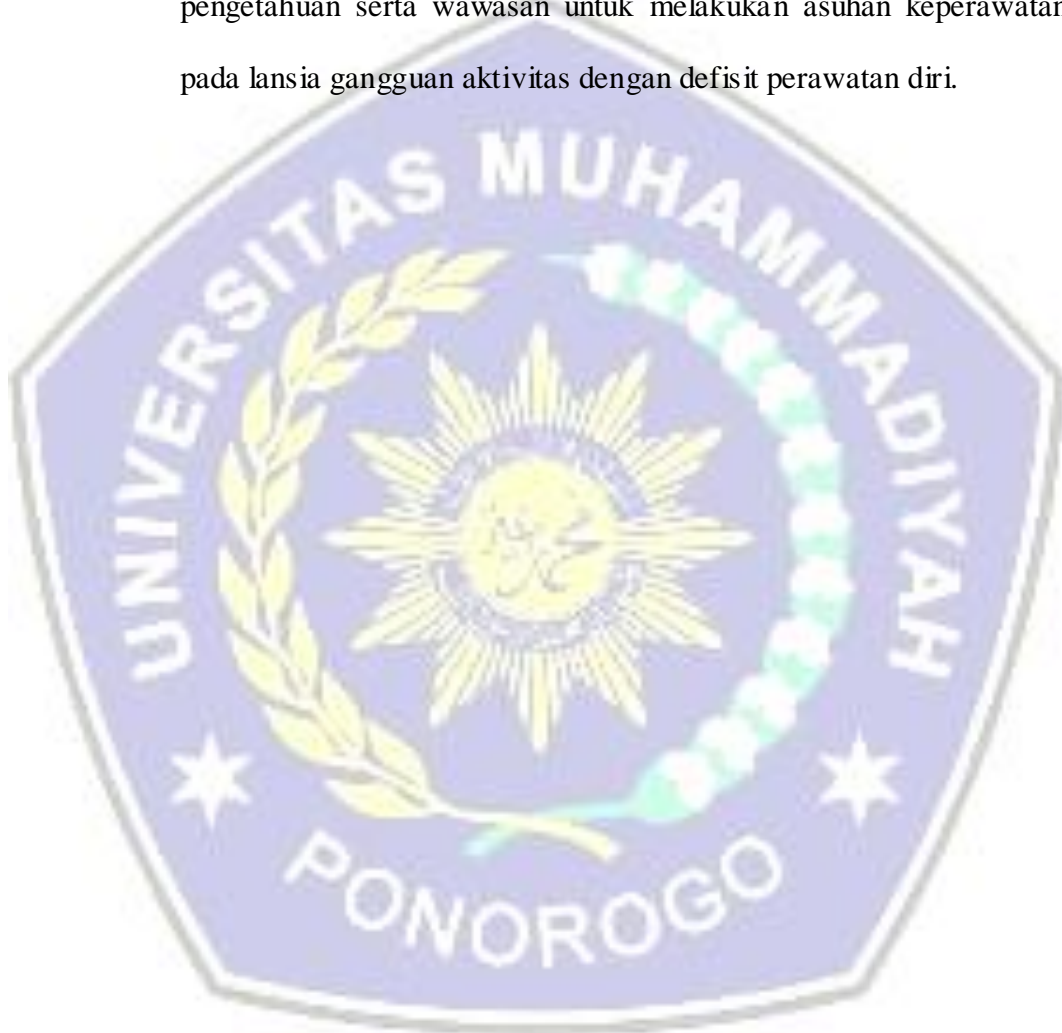 pengetahuan serta wawasan untuk melakukan asuhan keperawatan
pada lansia gangguan aktivitas dengan defisit perawatan diri.
UNIVERSITAS MUHAMMADIYAH
PONOROGO